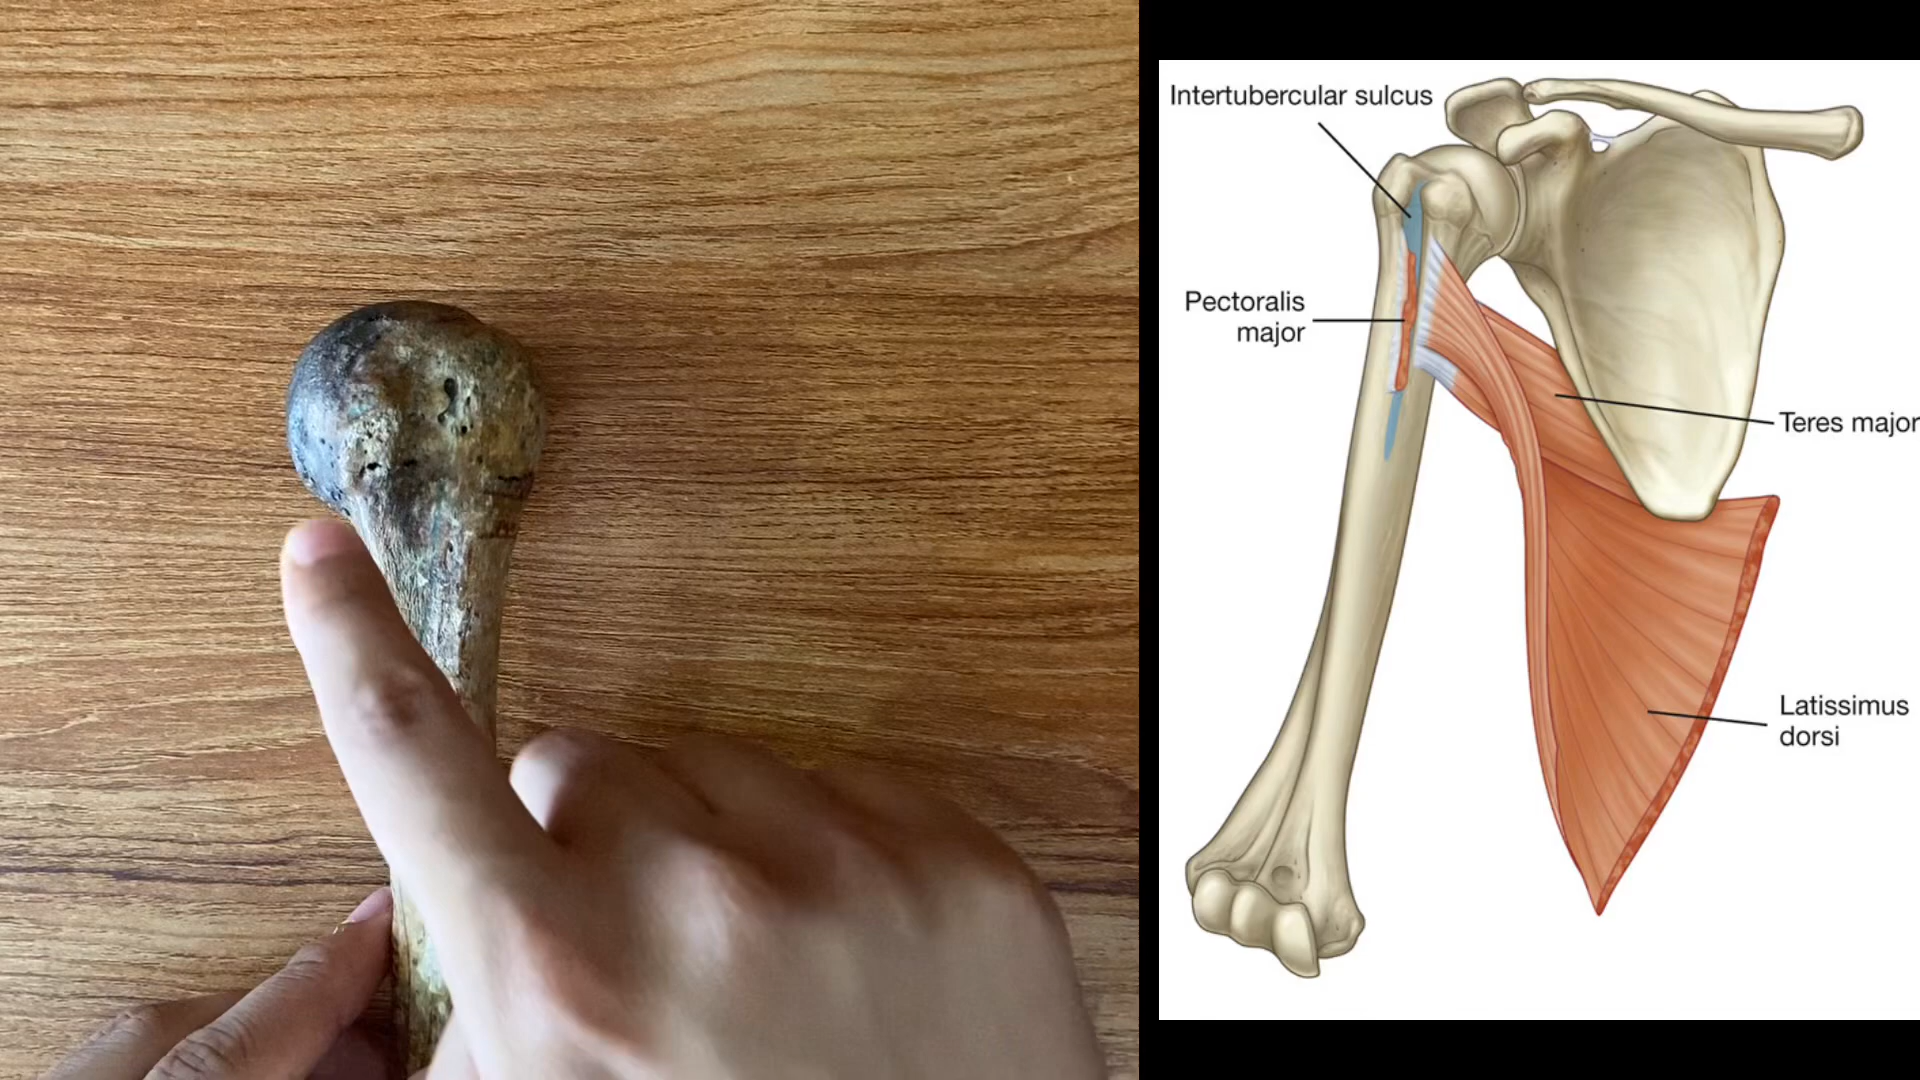 Intertubercular sulcus
Pectoralis
major
Teres major
Latissimus
dorsi